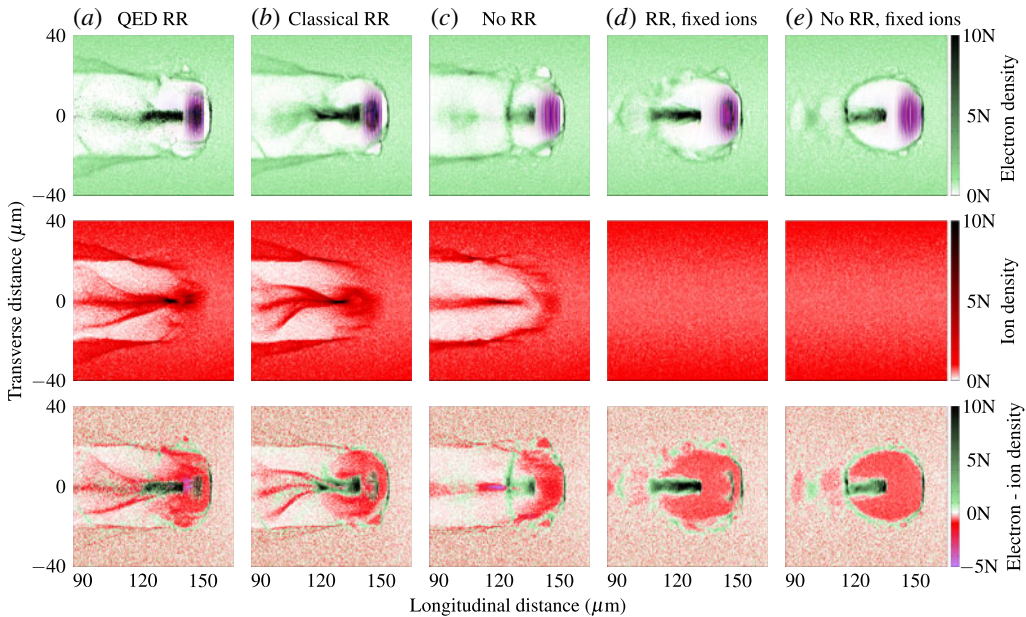 (a) QED RR
(b) Classical RR
(c) No RR
(d) RR, fixed ions
(e) No RR, fixed ions
40
0
−40
10N
5N
0N
Electron density
40
0
−40
10N
5N
0N
Ion density
Transverse distance (μm)
40
0
−40
10N
5N
0N
−5N
Electron - ion density
90 120 150
90 120 150
90 120 150
90 120 150
90 120 150
Longitudinal distance (μm)